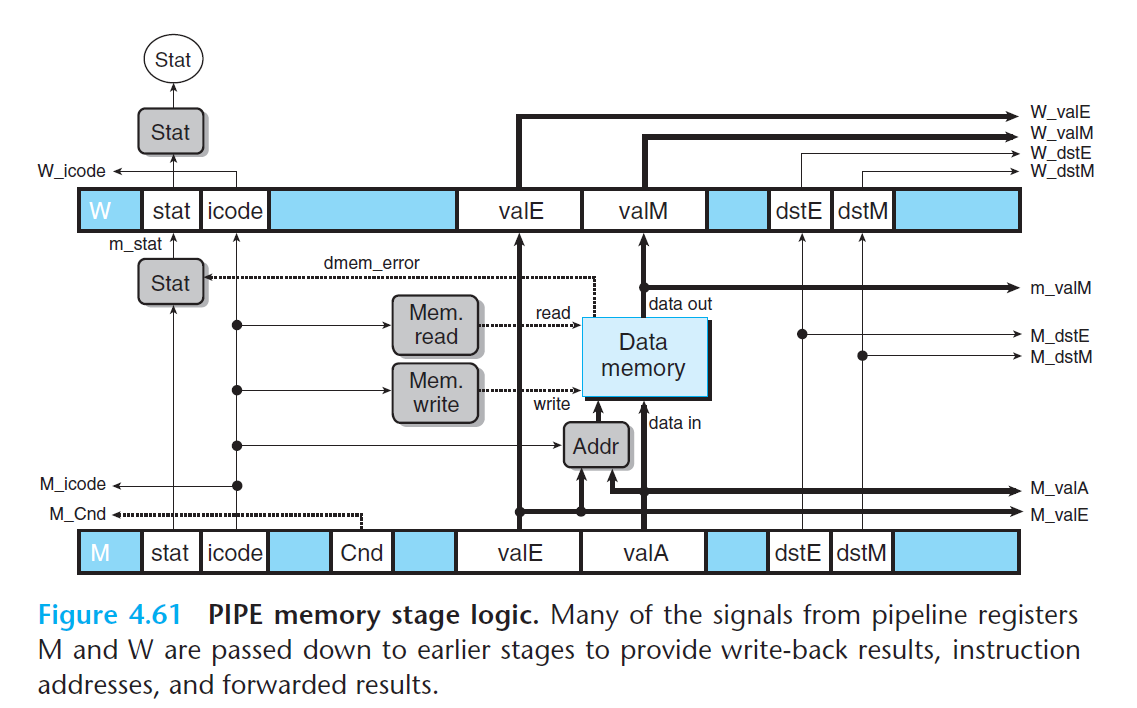 Stat
W_valE
Stat
W_valM
W_dstE
W_icode
W_dstM
W stat icode valE valM dstE dstM
m_stat
dmem_error
Stat
m_valM
data out
Mem. read
read
Data memory
M_dstE
M_dstM
Mem. write
write
data in
Addr
M_icode
M_valA
M_Cnd
M_valE
M stat icode Cnd valE valA dstE dstM
Figure 4.61 PIPE memory stage logic. Many of the signals from pipeline registers
M and W are passed down to earlier stages to provide write-back results, instruction
addresses, and forwarded results.